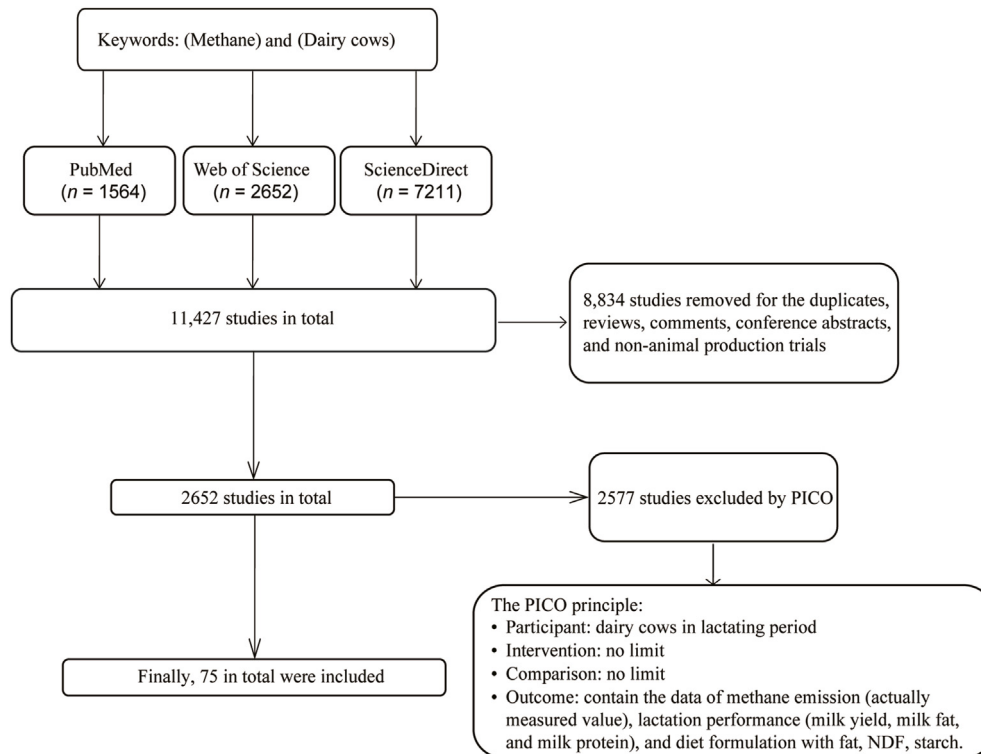 Keywords: (Methane) and (Dairy cows)
PubMed
(n = 1564)
Web of Science
(n = 2652)
ScienceDirect
(n = 7211)
11,427 studies in total
8,834 studies removed for the duplicates,
reviews, comments, conference abstracts,
and non-animal production trials
2652 studies in total
2577 studies excluded by PICO
The PICO principle:
• Participant: dairy cows in lactating period
• Intervention: no limit
• Comparison: no limit
• Outcome: contain the data of methane emission (actually
measured value), lactation performance (milk yield, milk fat,
and milk protein), and diet formulation with fat, NDF, starch.
Finally, 75 in total were included